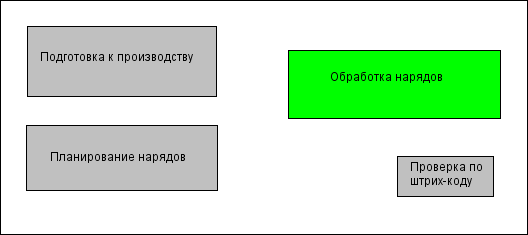 Подготовка к производству
Обработка нарядов
Планирование нарядов
Проверка по
штрих-коду